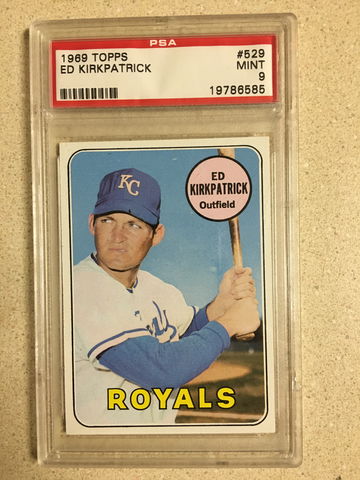 PSA
1969 TOPPS #529
ED KIRKPATRICK MINT
9
19786585
ED
KIRKPATRICK
Outfield
KC
ROYALS